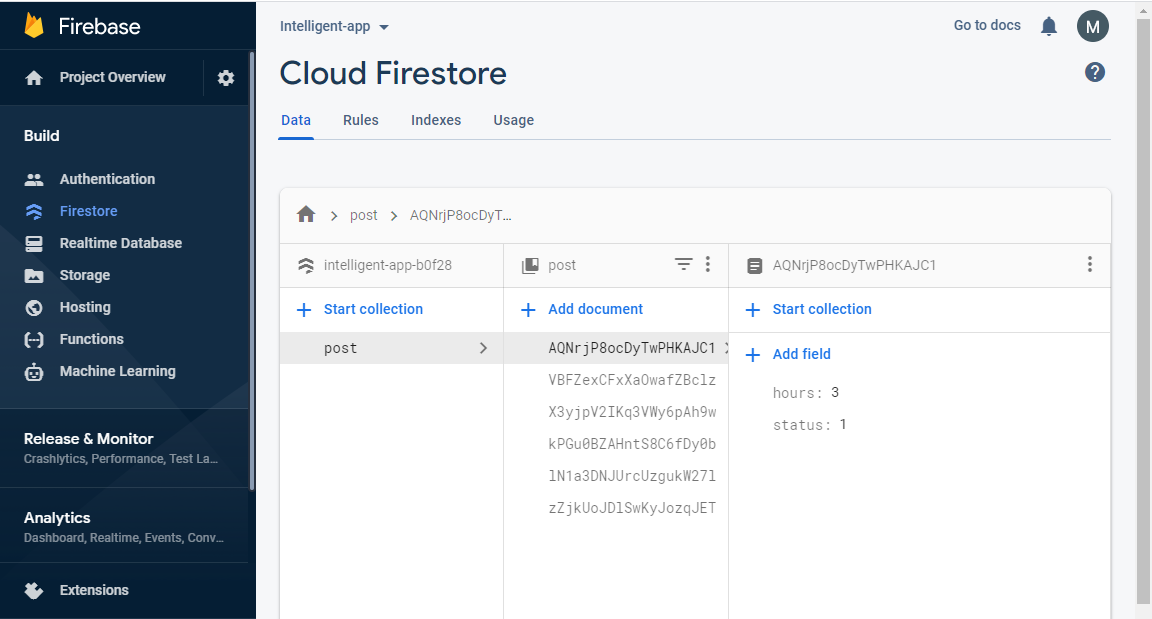 Firebase
Project Overview
Build
Authentication
Firestore
Realtime Database
Storage
Hosting
Functions
Machine Learning
Release & Monitor
Crashlytics, Performance, Test La...
Analytics
Dashboard, Realtime, Events, Conv...
Extensions
Intelligent-app
Go to docs
M
Cloud Firestore
?
Data Rules Indexes Usage
post AQNrjP8ocDyT...
intelligent-app-b0f28
Start collection
post
post
Add document
AQNrjP8ocDyTwPHKAJC1
VBFZexCFxXaOwafZBclz
X3yjpV2IKq3VWy6pAh9w
kPGu0BZAHntS8C6fDy0b
lN1a3DNJUrcUzgukW27l
zZjkUoJDlSwKyJozqJET
AQNrjP8ocDyTwPHKAJC1
Start collection
Add field
hours: 3
status: 1